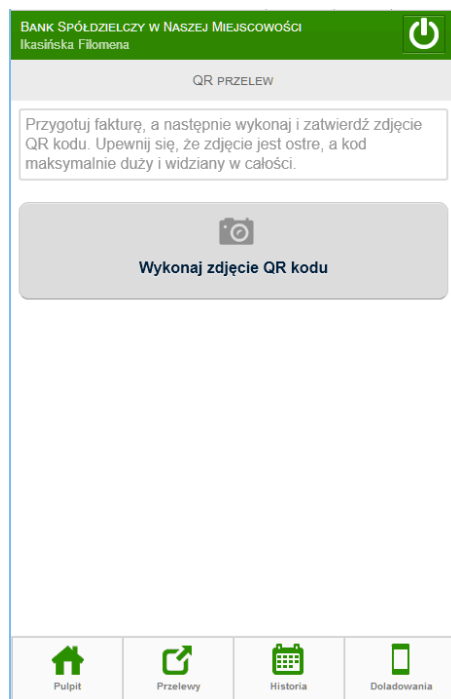 Bank Spółdzielczy w Naszej Miejscowości
Ikasińska Filomena
QR przelew
Przygotuj fakturę, a następnie wykonaj i zatwierdź zdjęcie
QR kodu. Upewnij się, że zdjęcie jest ostre, a kod
maksymalnie duży i widziany w całości.
Wykonaj zdjęcie QR kodu
Pulpit
Przelewy
Historia
Doladowania